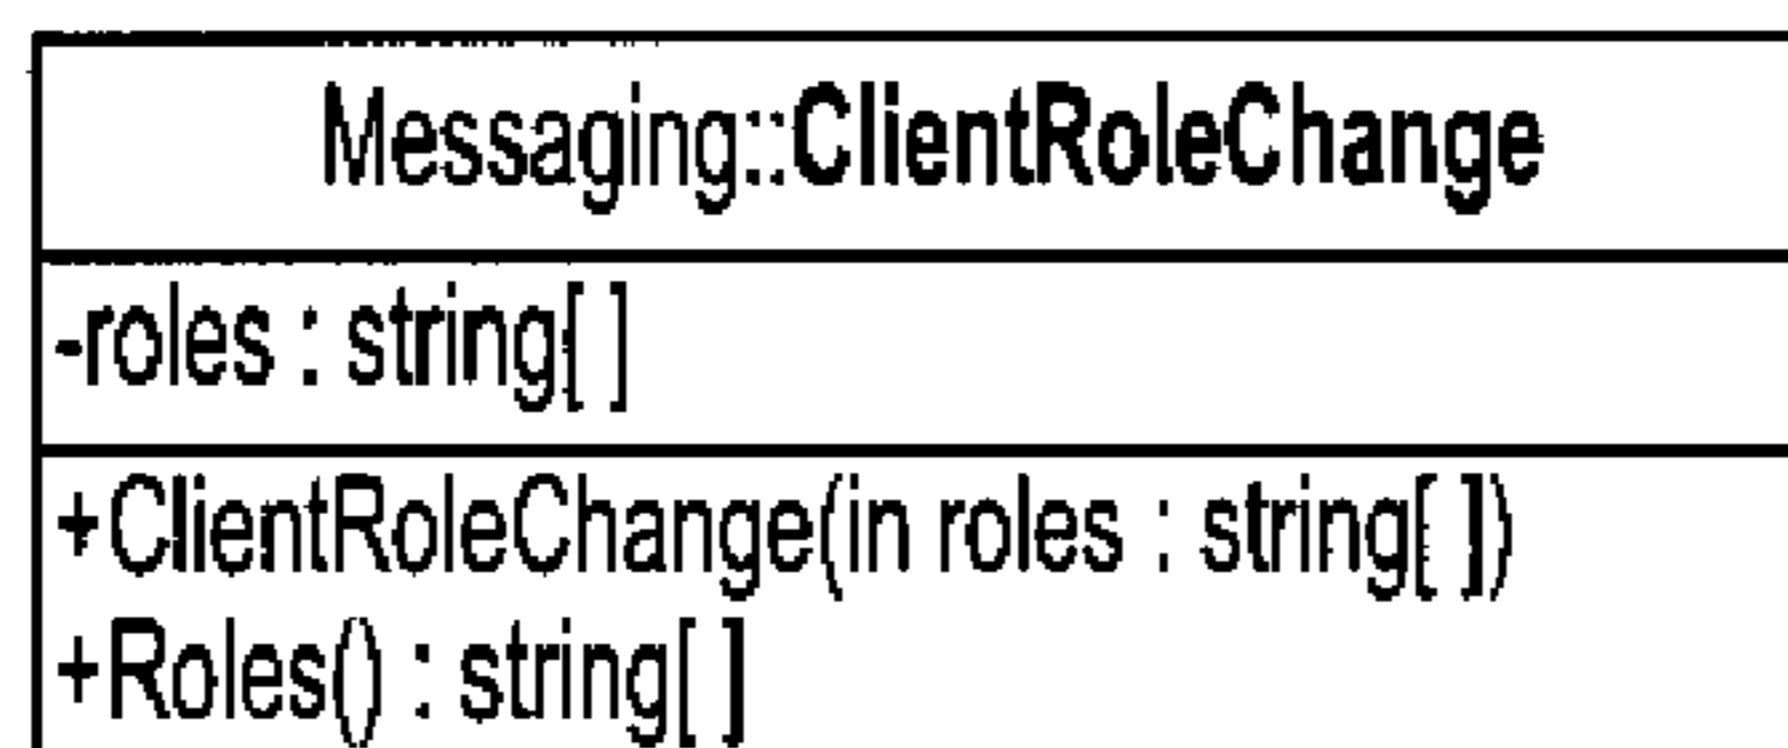 Messaging::ClientRoleChange
-roles : string[ ]
+ClientRoleChange(in roles : string[ ])
+Roles() : string[ ]